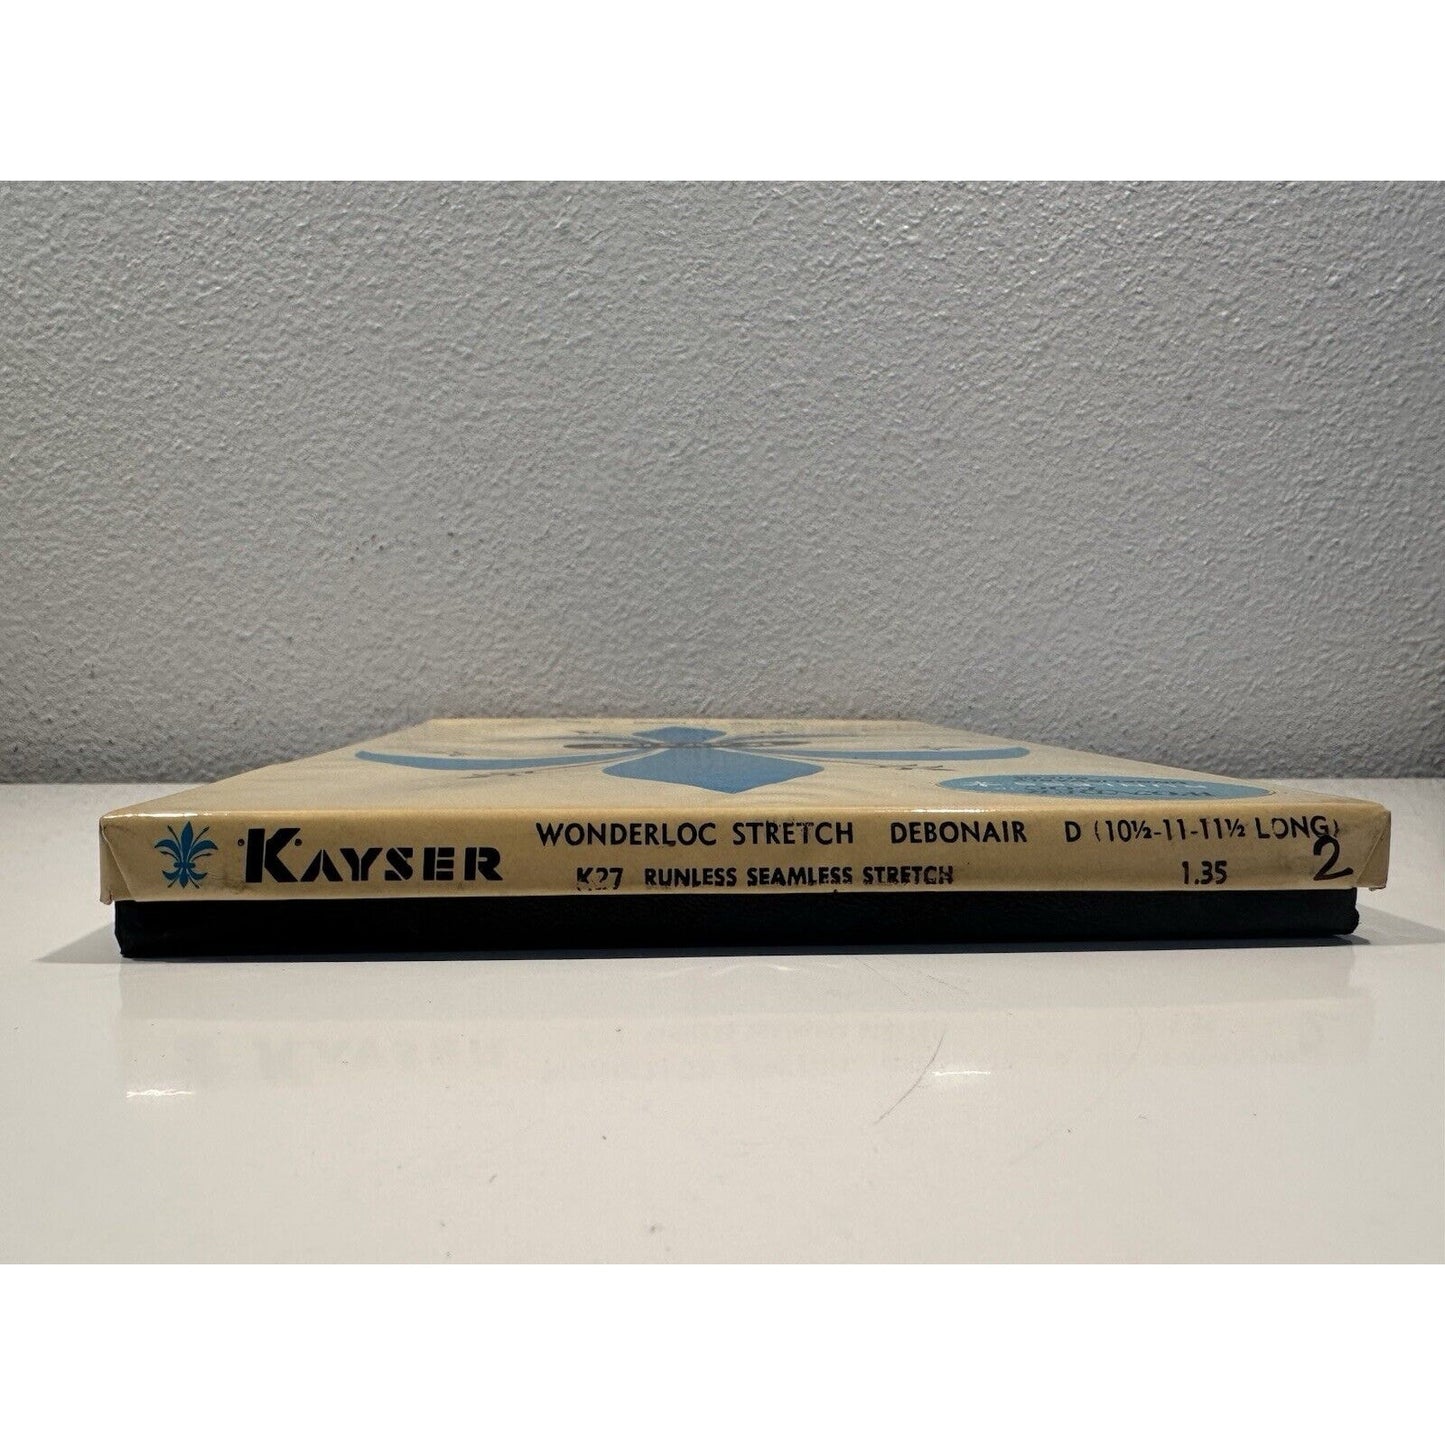 KAYSER
WONDERLOC STRETCH DEBONAIR D (10½-11-11½ LONG)
K27 RUNLESS SEAMLESS STRETCH 1.35
2